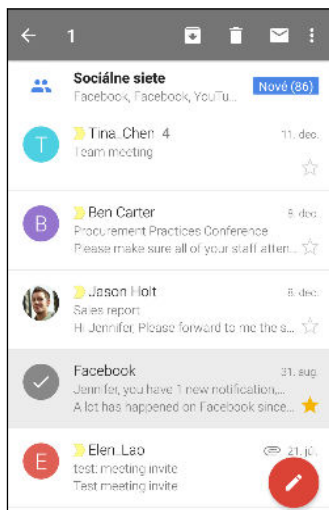 1
Sociálne siete
Facebook, Facebook, YouTu...
Nové (86)
T
Tina_Chen 4
11. dec.
Team meeting
B
Ben Carter
8. dec.
Procurement Practices Conference
Please make sure all of your staff atten...
Jason Holt
8. dec.
Sales report
Hi Jennifer, Please forward to me the s...
Facebook
31. aug.
Jennifer, you have 1 new notification,...
A lot has happened on Facebook since...
E
Elen_Lao
21. júl.
test: meeting invite
Test meeting invite